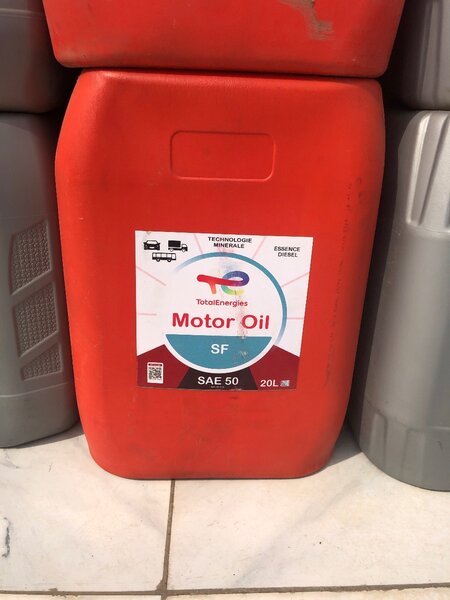 TECHNOLOGIE
MINERALE
ESSENCE
DIESEL
TotalEnergies
Motor Oil
SF
SAE 50
20L